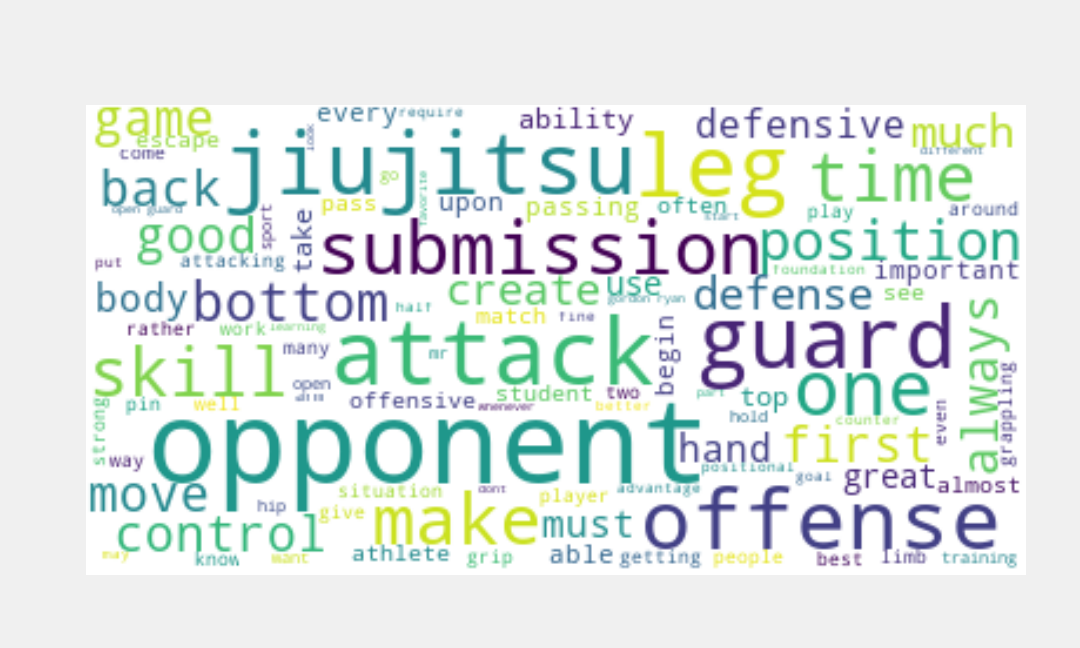 game
every
require
ability
defensive
much
escape
look
different
come
jiujitsu
leg
time
back
go
favorite
open guard
sport
pass
upon
passing
often
start
play
around
good
take
submission
position
put
attacking
foundation
important
body
bottom
half
create
use
gordon ryan
defense
see
always
rather
work
learning
match
fine
begin
guard
many
attack
mr
skill
open
student
two
part
top
one
grappling
strong
pin
well
offensive
whenever
better
hold
counter
even
way
opponent
hand
first
positional
goal
great
almost
move
hip
situation
dont
player
advantage
control
give
make
must
offense
may
know
want
athlete
grip
able
getting
people
best
limb
training